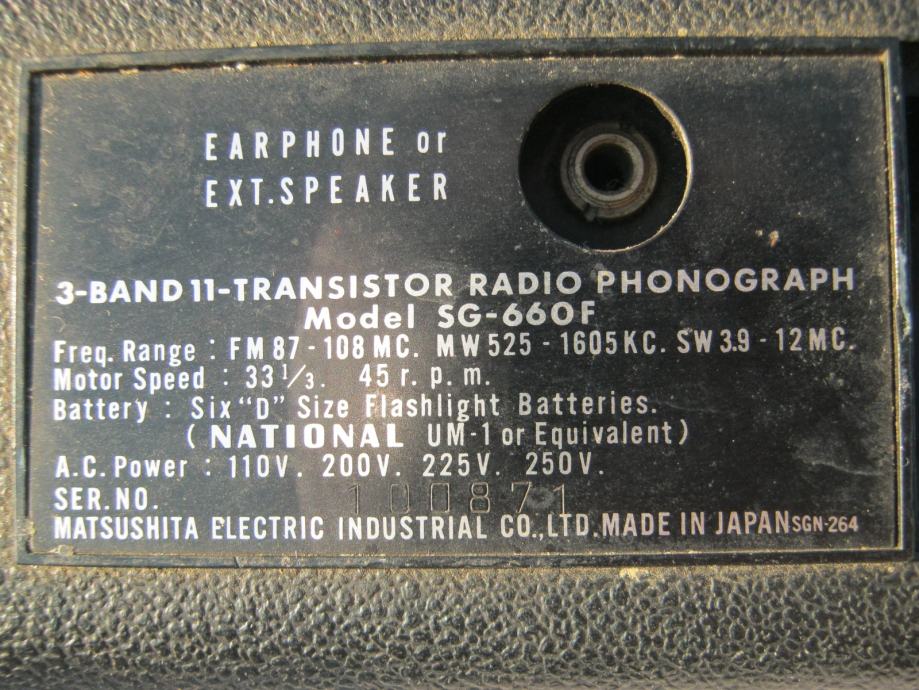 EARPHONE or
EXT.SPEAKER
3-BAND 11-TRANSISTOR RADIO PHONOGRAPH
Model SG-660F
Freq. Range : FM 87 - 108 MC. MW 525 - 1605 KC. SW 3.9 - 12 MC.
Motor Speed : 33 1/3. 45 r. p. m.
Battery : Six "D" Size Flashlight Batteries.
(NATIONAL UM-1 or Equivalent)
A.C. Power : 110V. 200V. 225V. 250V.
SER.NO. 100871
MATSUSHITA ELECTRIC INDUSTRIAL CO.,LTD. MADE IN JAPAN SGN-264